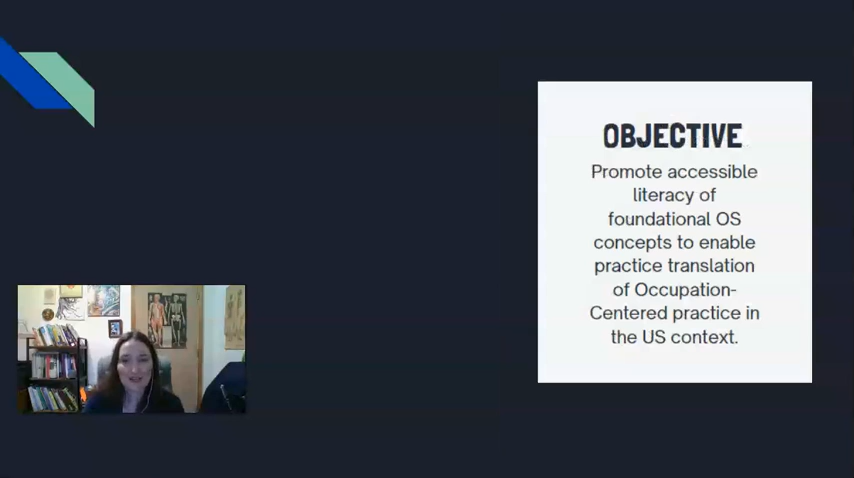 OBJECTIVE
Promote accessible
literacy of
foundational OS
concepts to enable
practice translation
of Occupation-
Centered practice in
the US context.